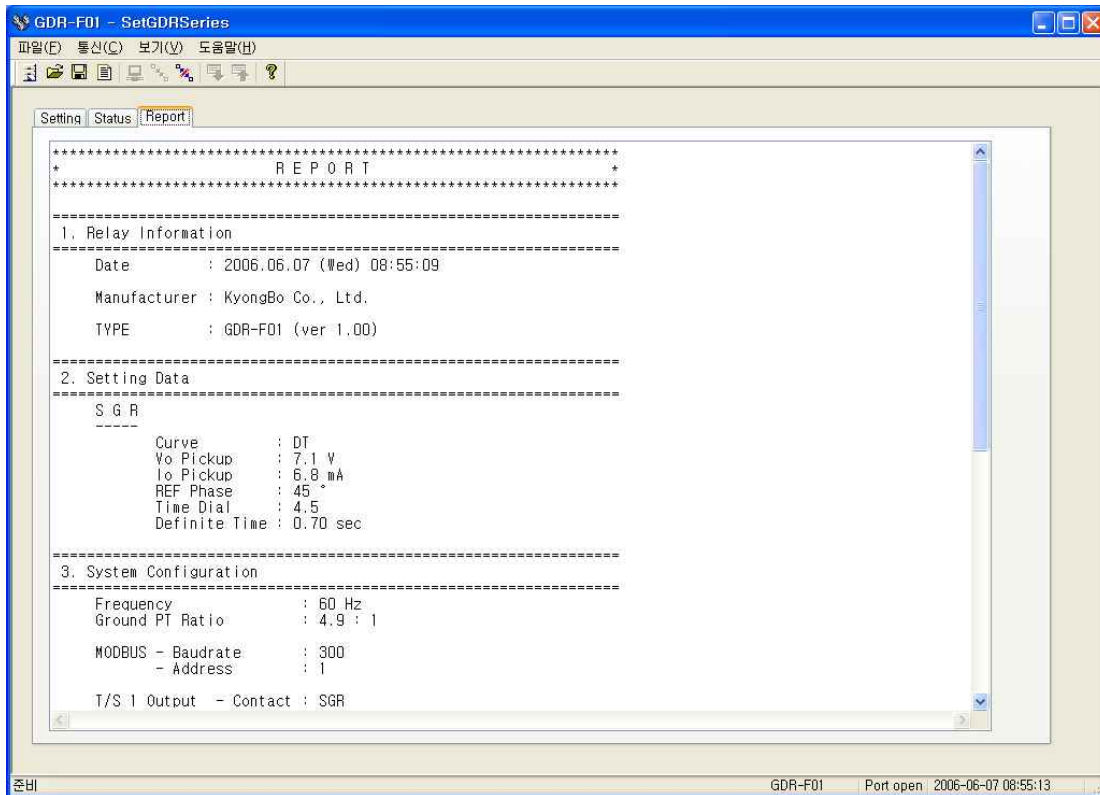 GDR-F01 - SetGDRSeries
파일(F) 통신(C) 보기(V) 도움말(H)
Setting Status Report
*******************************************************************
* R E P O R T *
*******************************************************************
===================================================================
1. Relay Information
===================================================================
Date : 2006.06.07 (Wed) 08:55:09
Manufacturer : KyongBo Co., Ltd.
TYPE : GDR-F01 (ver 1.00)
===================================================================
2. Setting Data
===================================================================
S G R
-----
Curve : DT
Vo Pickup : 7.1 V
Io Pickup : 6.8 mA
REF Phase : 45 °
Time Dial : 4.5
Definite Time : 0.70 sec
===================================================================
3. System Configuration
===================================================================
Frequency : 60 Hz
Ground PT Ratio : 4.9 : 1
MODBUS - Baudrate : 300
- Address : 1
T/S 1 Output - Contact : SGR
준비 GDR-F01 Port open 2006-06-07 08:55:13